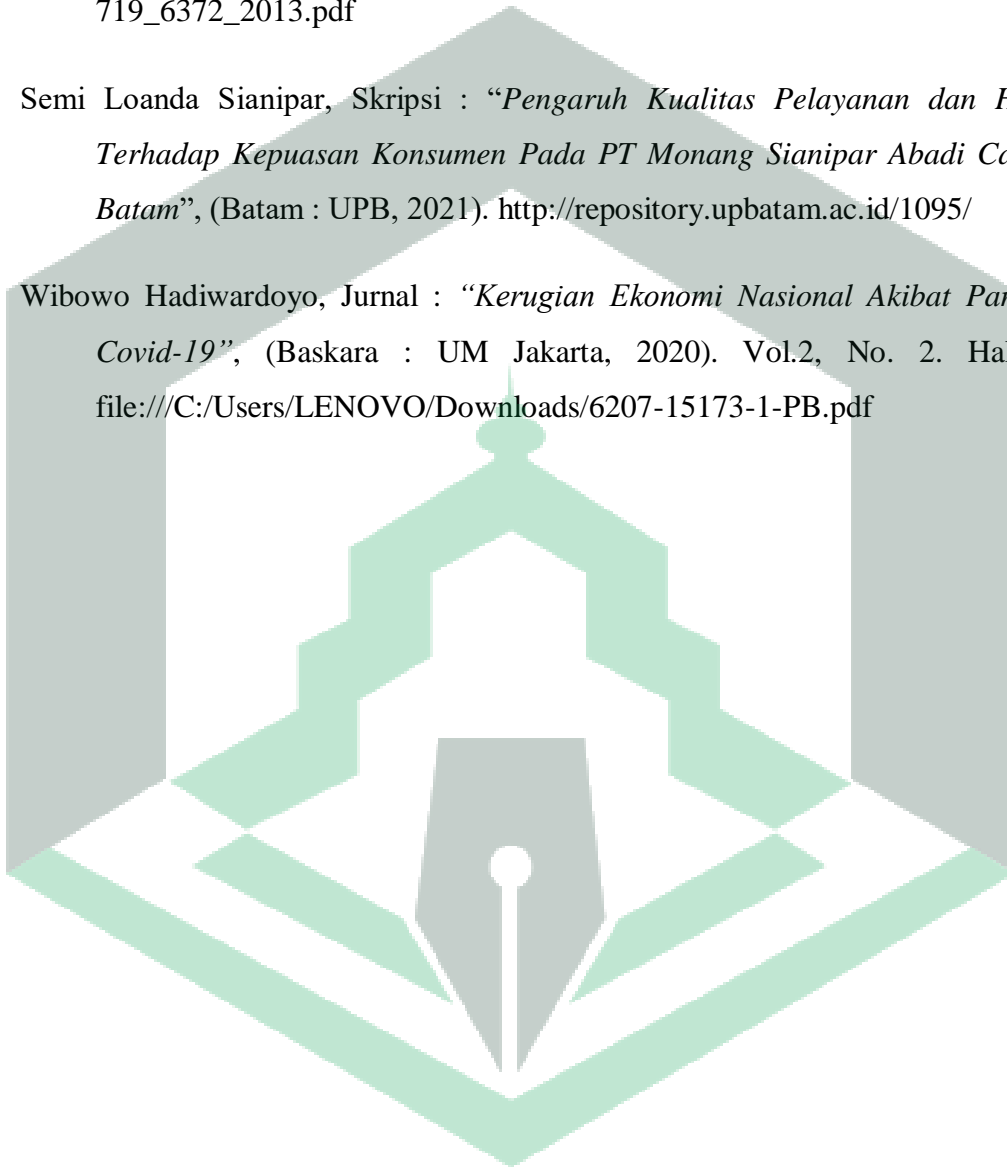 719_6372_2013.pdf
Semi Loanda Sianipar, Skripsi : “Pengaruh Kualitas Pelayanan dan
Terhadap Kepuasan Konsumen Pada PT Monang Sianipar Abadi
Batam”, (Batam : UPB, 2021). http://repository.upbatam.ac.id/1095/
Wibowo Hadiwardoyo, Jurnal : “Kerugian Ekonomi Nasional Akibat
Covid-19”, (Baskara : UM Jakarta, 2020). Vol.2, No. 2.
file:///C:/Users/LENOVO/Downloads/6207-15173-1-PB.pdf